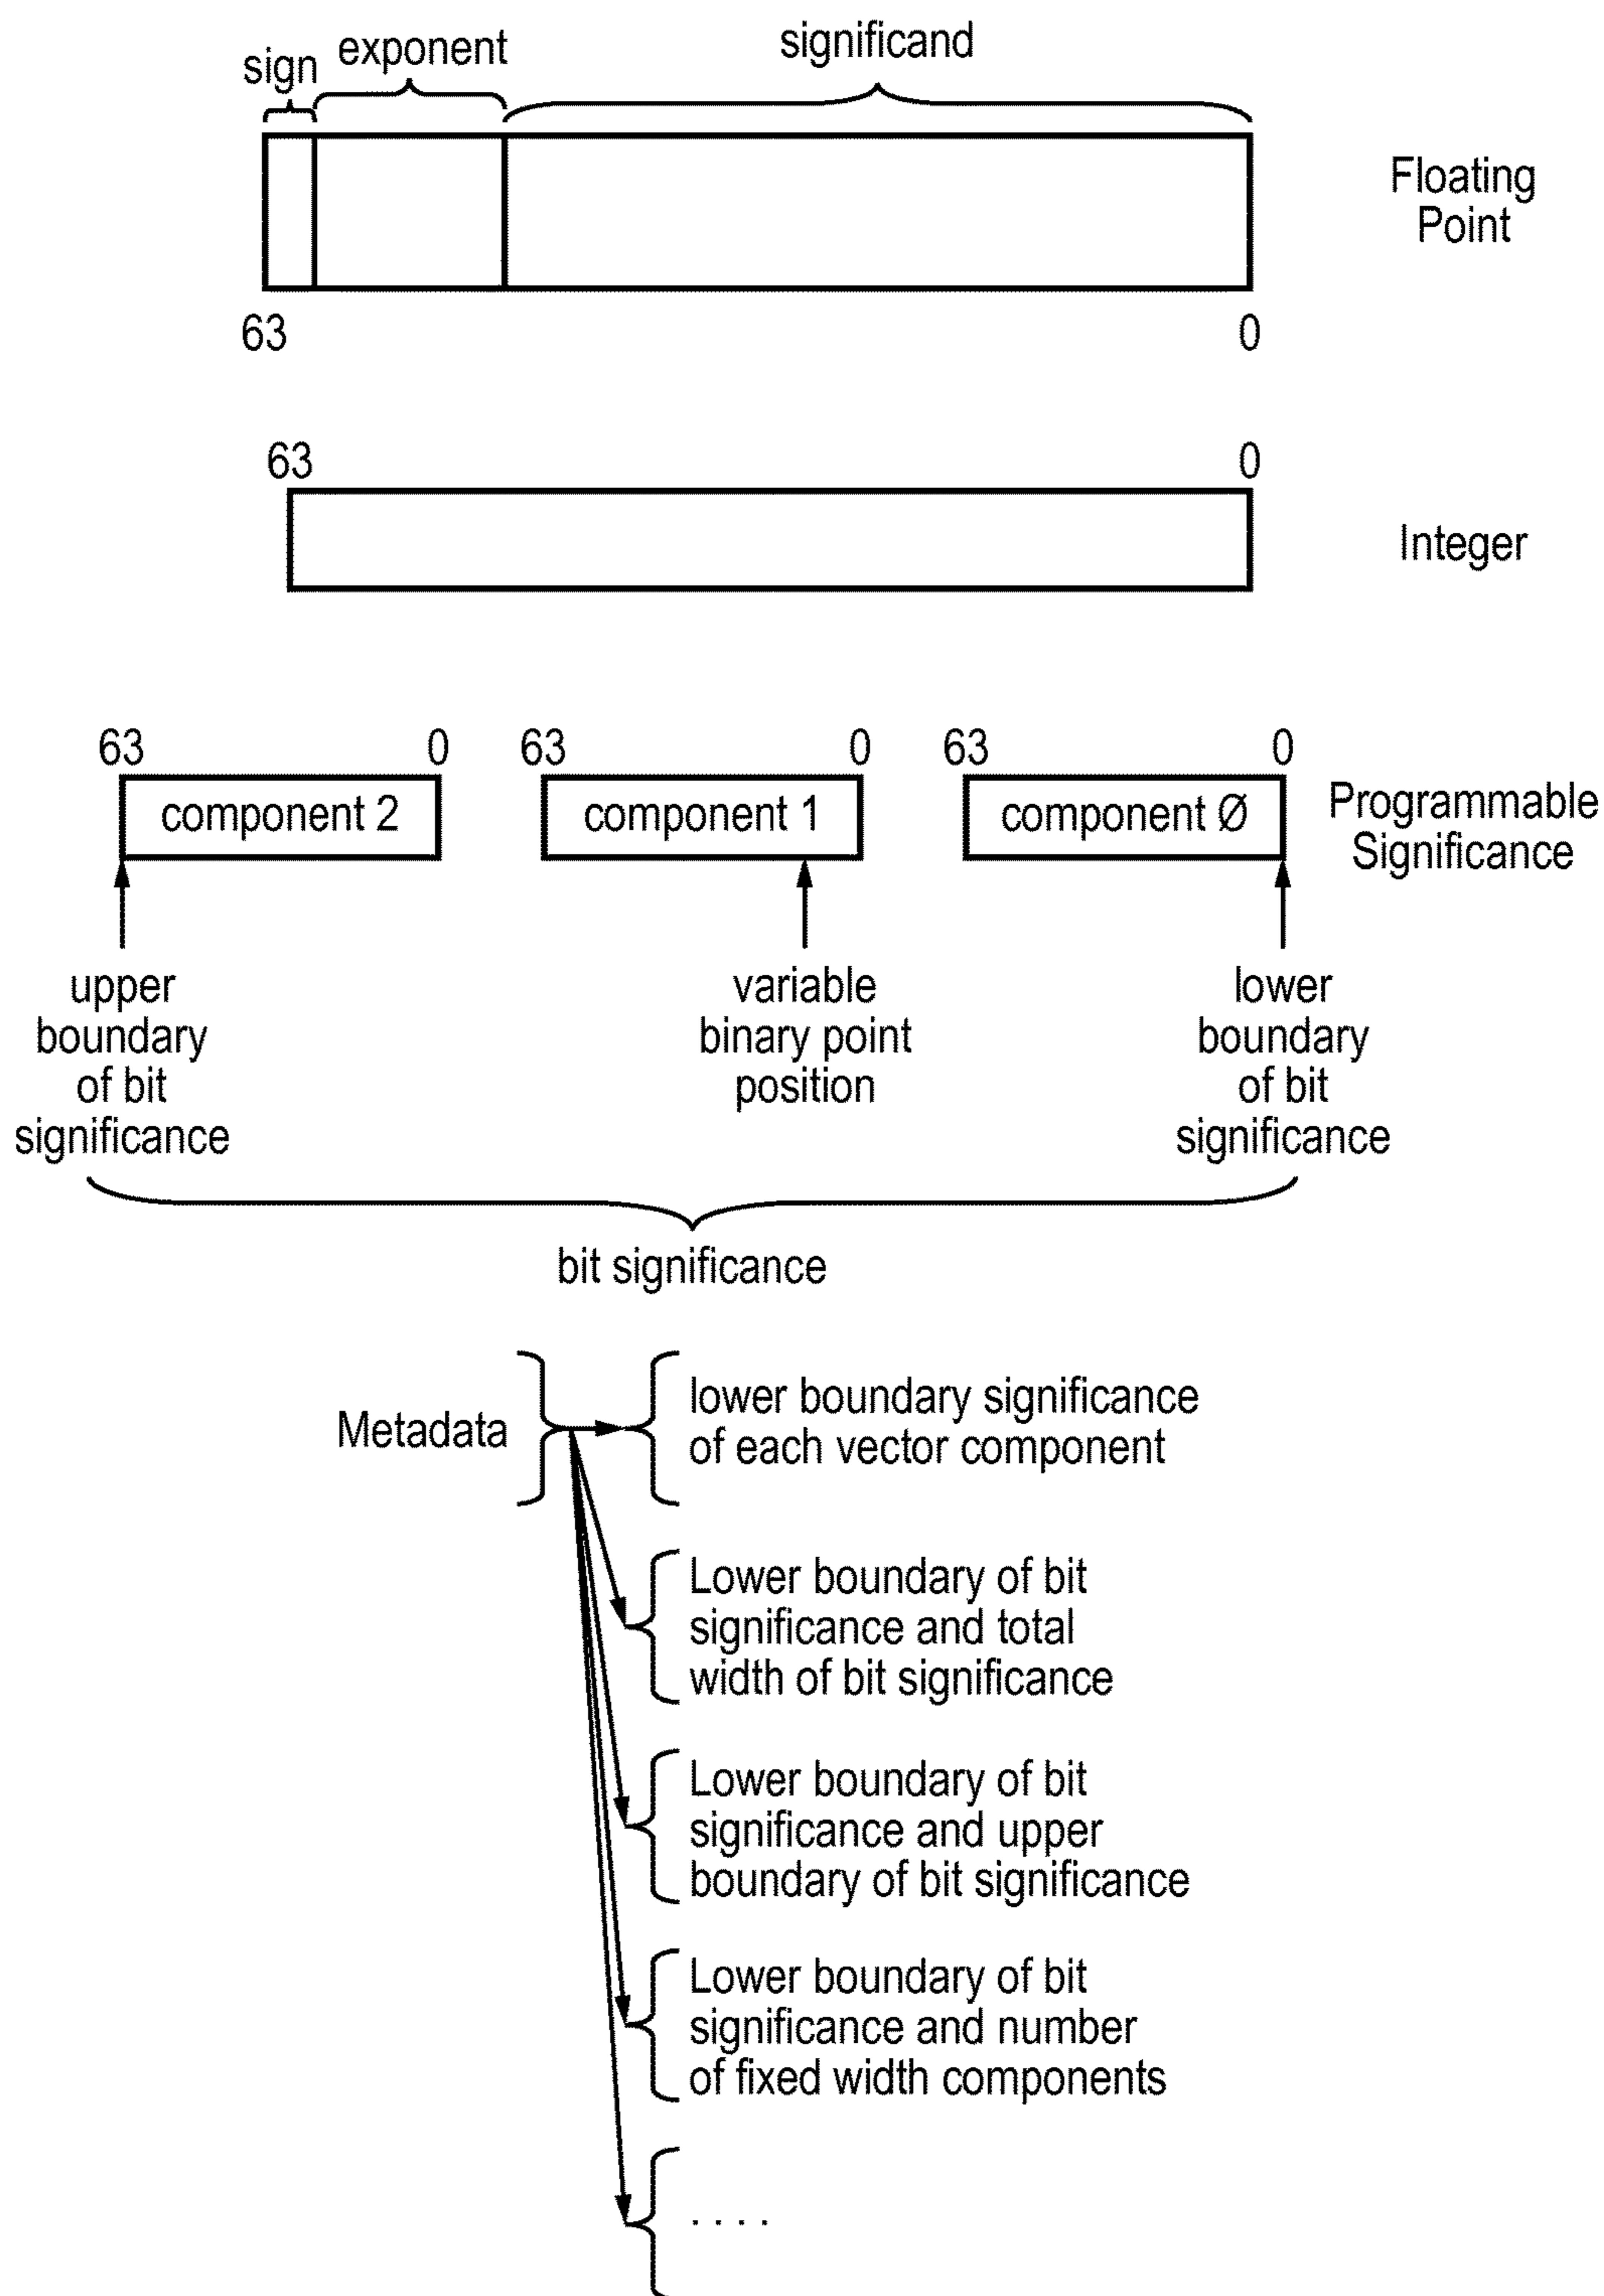 sign exponent significand
Floating
Point
63 0
63 0
Integer
63 0 63 0 63 0
component 2 component 1 component Ø
Programmable
Significance
upper
boundary
of bit
significance
variable
binary point
position
lower
boundary
of bit
significance
bit significance
Metadata
lower boundary significance
of each vector component
Lower boundary of bit
significance and total
width of bit significance
Lower boundary of bit
significance and upper
boundary of bit significance
Lower boundary of bit
significance and number
of fixed width components
. . . .